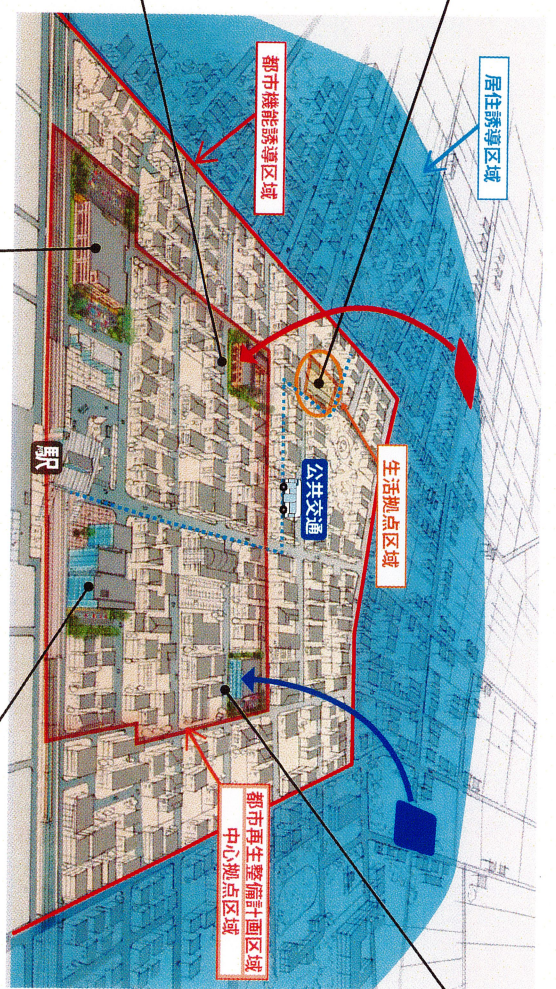 居住誘導区域
都市機能誘導区域
生活拠点区域
公共交通
駅
都市再生整備計画区域
中心拠点区域